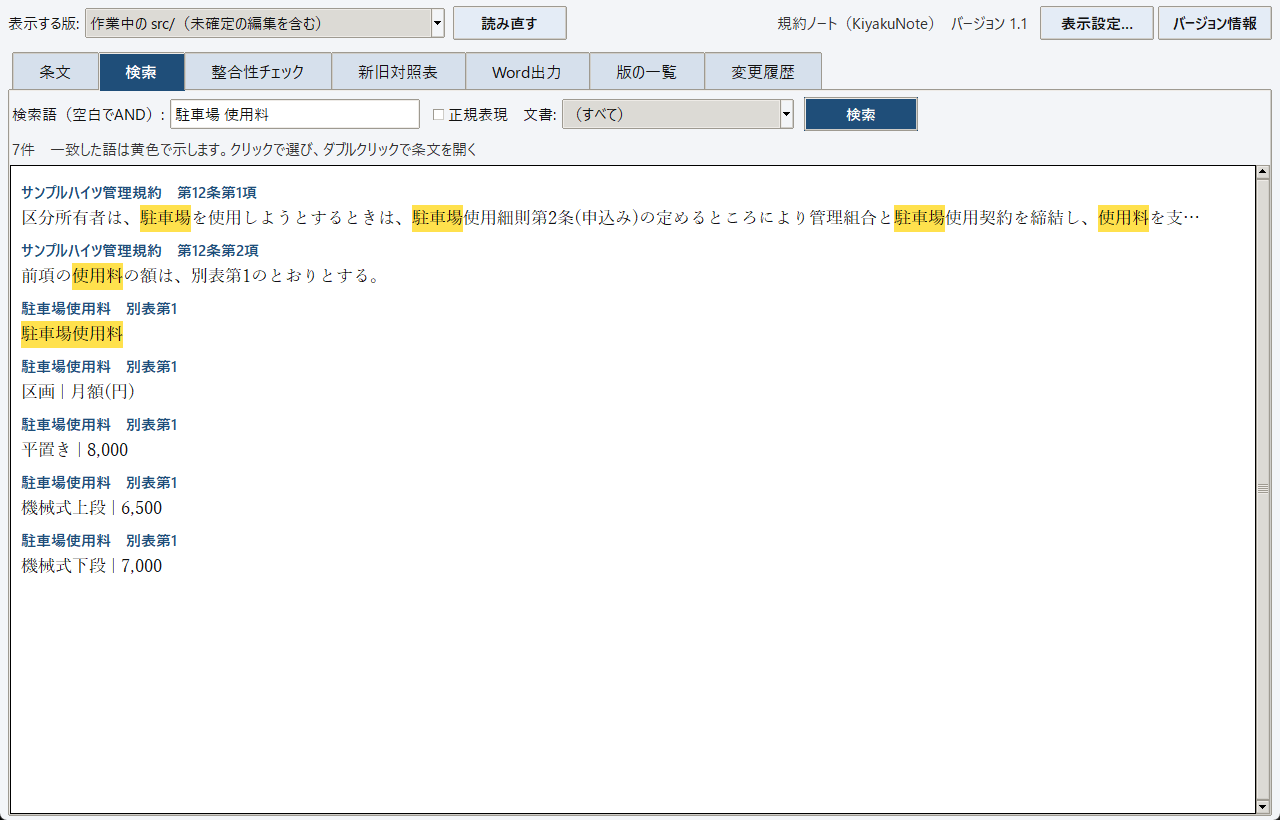 表示する版: 作業中の src/（未確定の編集を含む） 読み直す 規約ノート（KiyakuNote） バージョン 1.1 表示設定... バージョン情報
条文 検索 整合性チェック 新旧対照表 Word出力 版の一覧 変更履歴
検索語（空白でAND）: 駐車場 使用料 正規表現 文書: （すべて） 検索
7件 一致した語は黄色で示します。クリックで選び、ダブルクリックで条文を開く
サンプルハイツ管理規約 第12条第1項
区分所有者は、駐車場を使用しようとするときは、駐車場使用細則第2条(申込み)の定めるところにより管理組合と駐車場使用契約を締結し、使用料を支…
サンプルハイツ管理規約 第12条第2項
前項の使用料の額は、別表第1のとおりとする。
駐車場使用料 別表第1
駐車場使用料
駐車場使用料 別表第1
区画 | 月額(円)
駐車場使用料 別表第1
平置き | 8,000
駐車場使用料 別表第1
機械式上段 | 6,500
駐車場使用料 別表第1
機械式下段 | 7,000